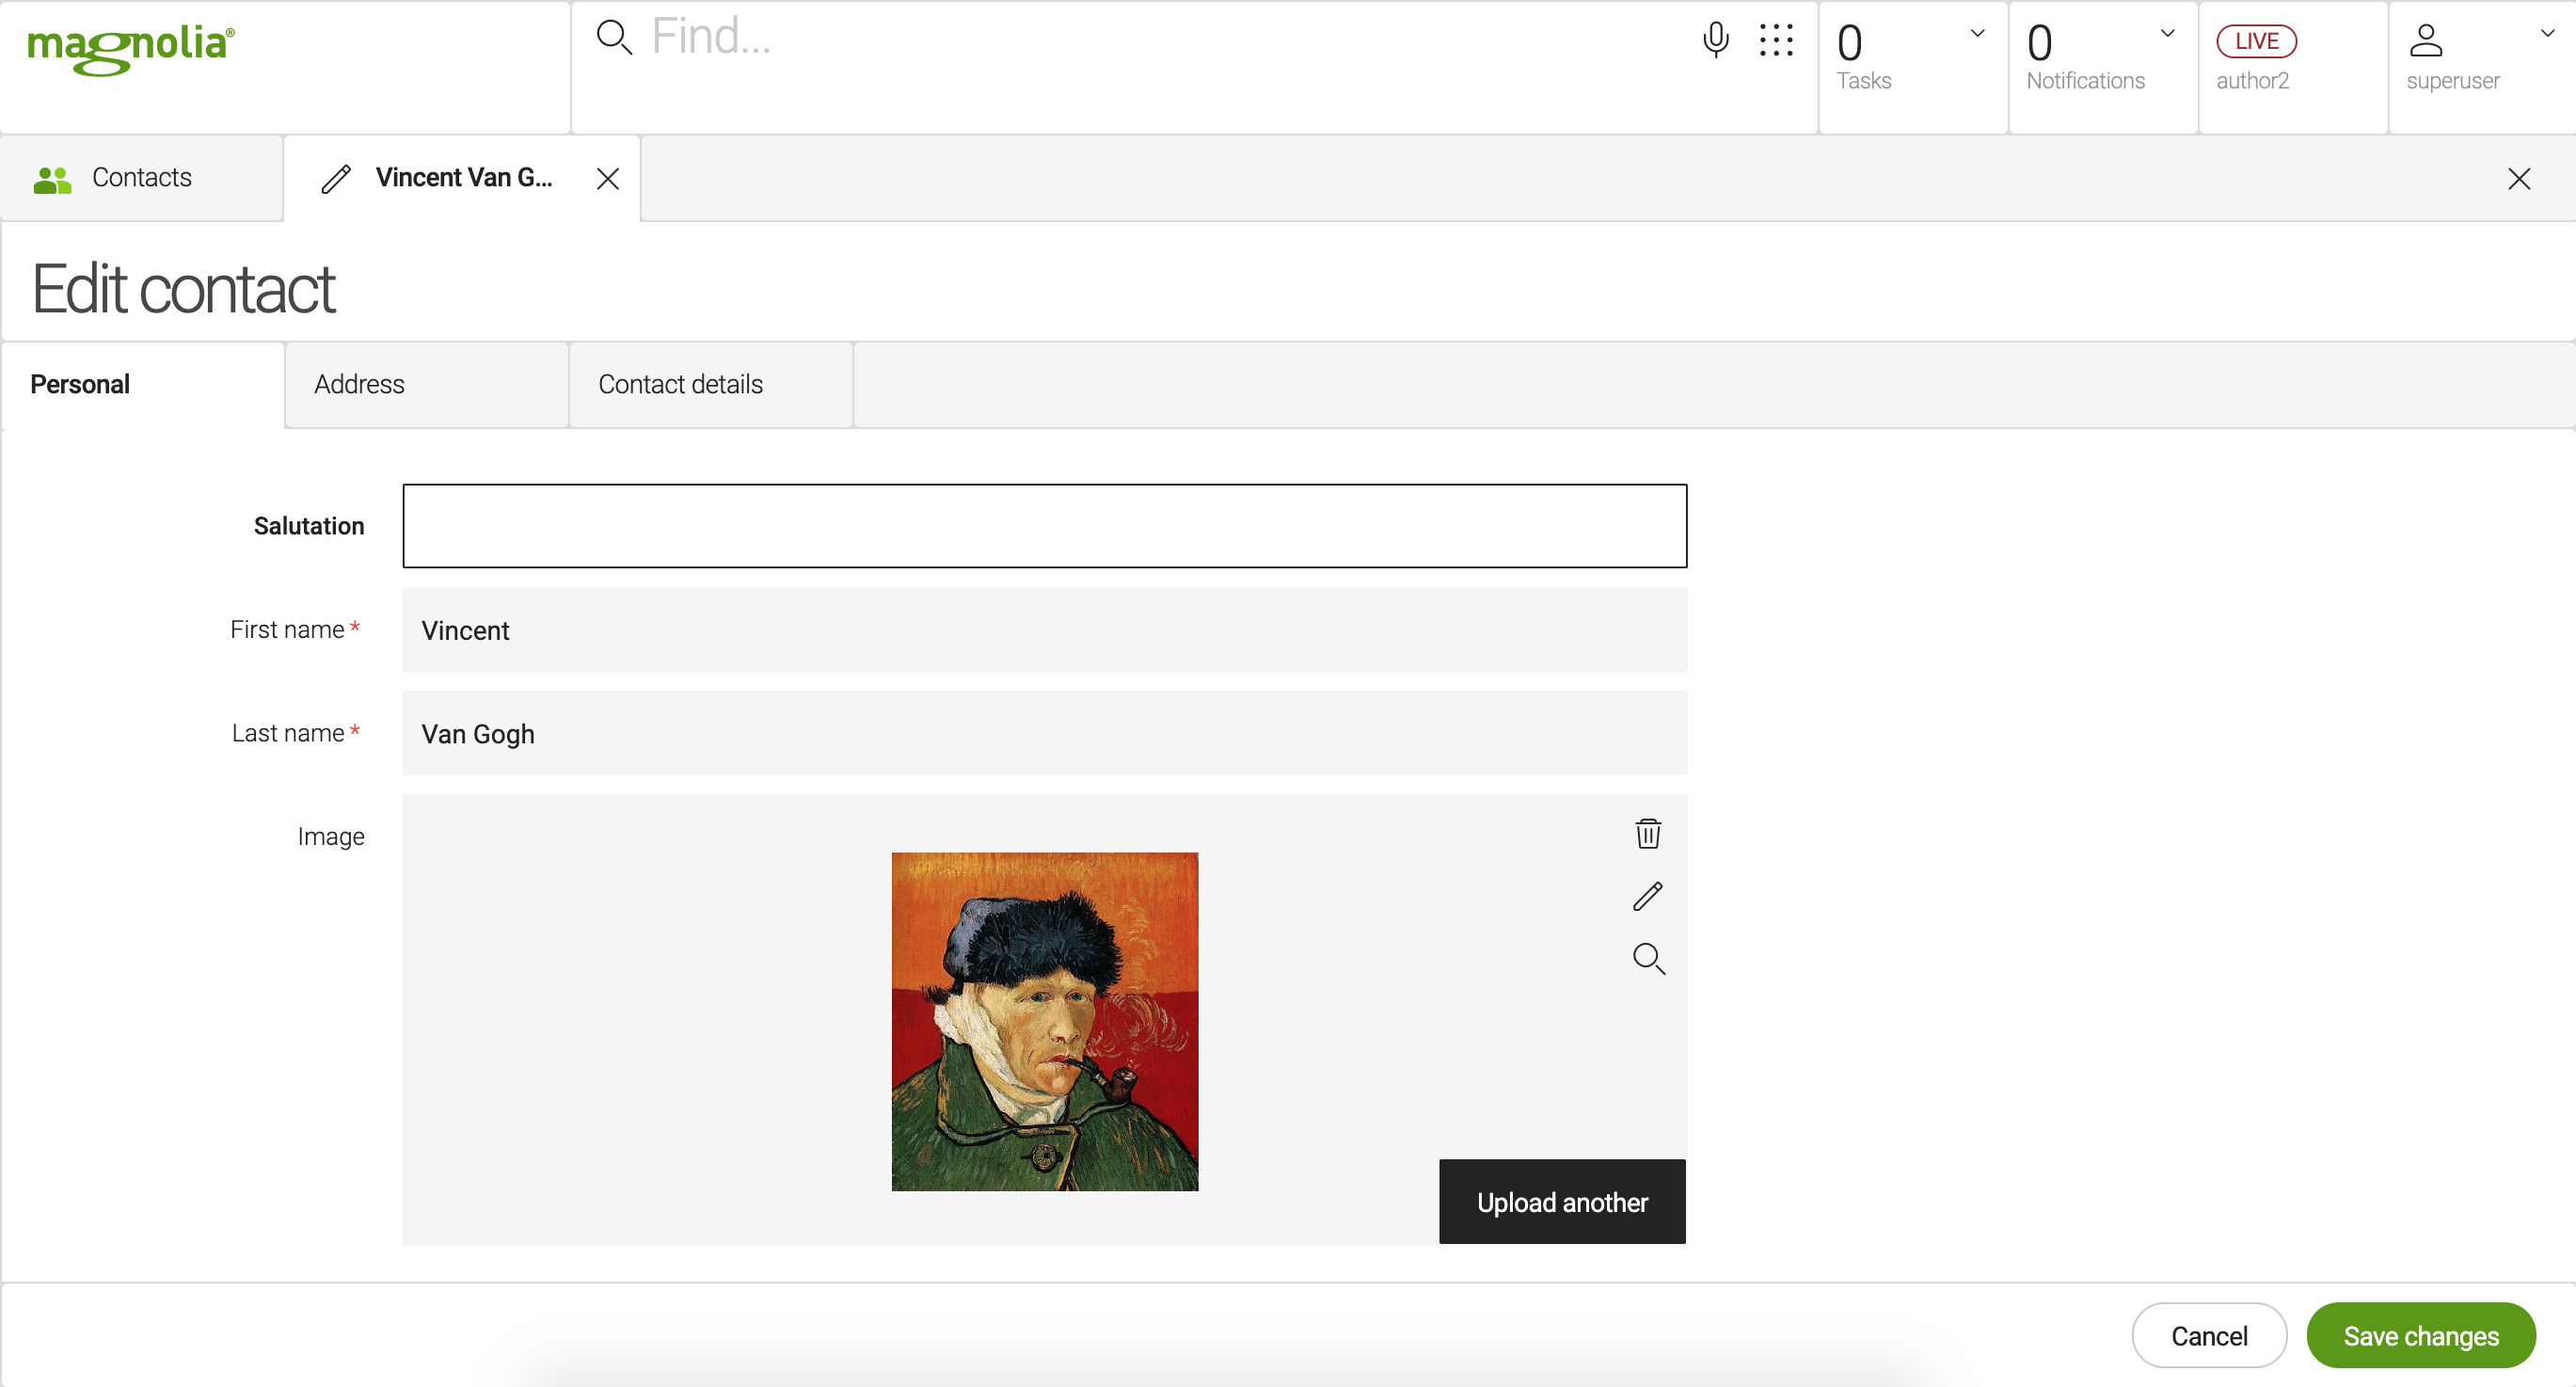 magnolia®
Find...
0
Tasks
0
Notifications
LIVE
author2
superuser
Contacts
Vincent Van G...
Edit contact
Personal
Address
Contact details
Salutation
First name *
Vincent
Last name *
Van Gogh
Image
Upload another
Cancel
Save changes